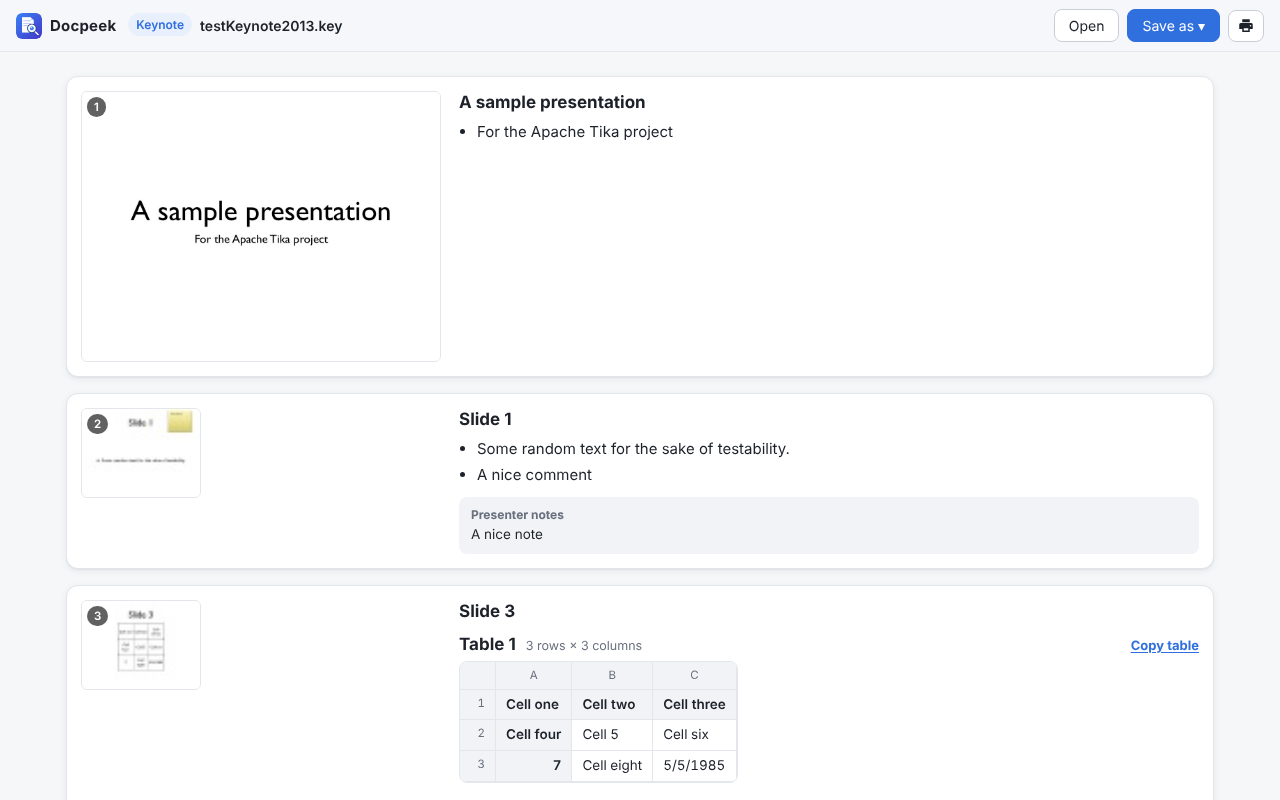 Docpeek
Keynote
testKeynote2013.key
Open
Save as ▾
1
A sample presentation
For the Apache Tika project
A sample presentation
• For the Apache Tika project
2
Slide 1
Slide 1
• Some random text for the sake of testability.
• A nice comment
Presenter notes
A nice note
3
Slide 3
Slide 3
Table 1 3 rows × 3 columns
Copy table
A B C
1 Cell one Cell two Cell three
2 Cell four Cell 5 Cell six
3 7 Cell eight 5/5/1985